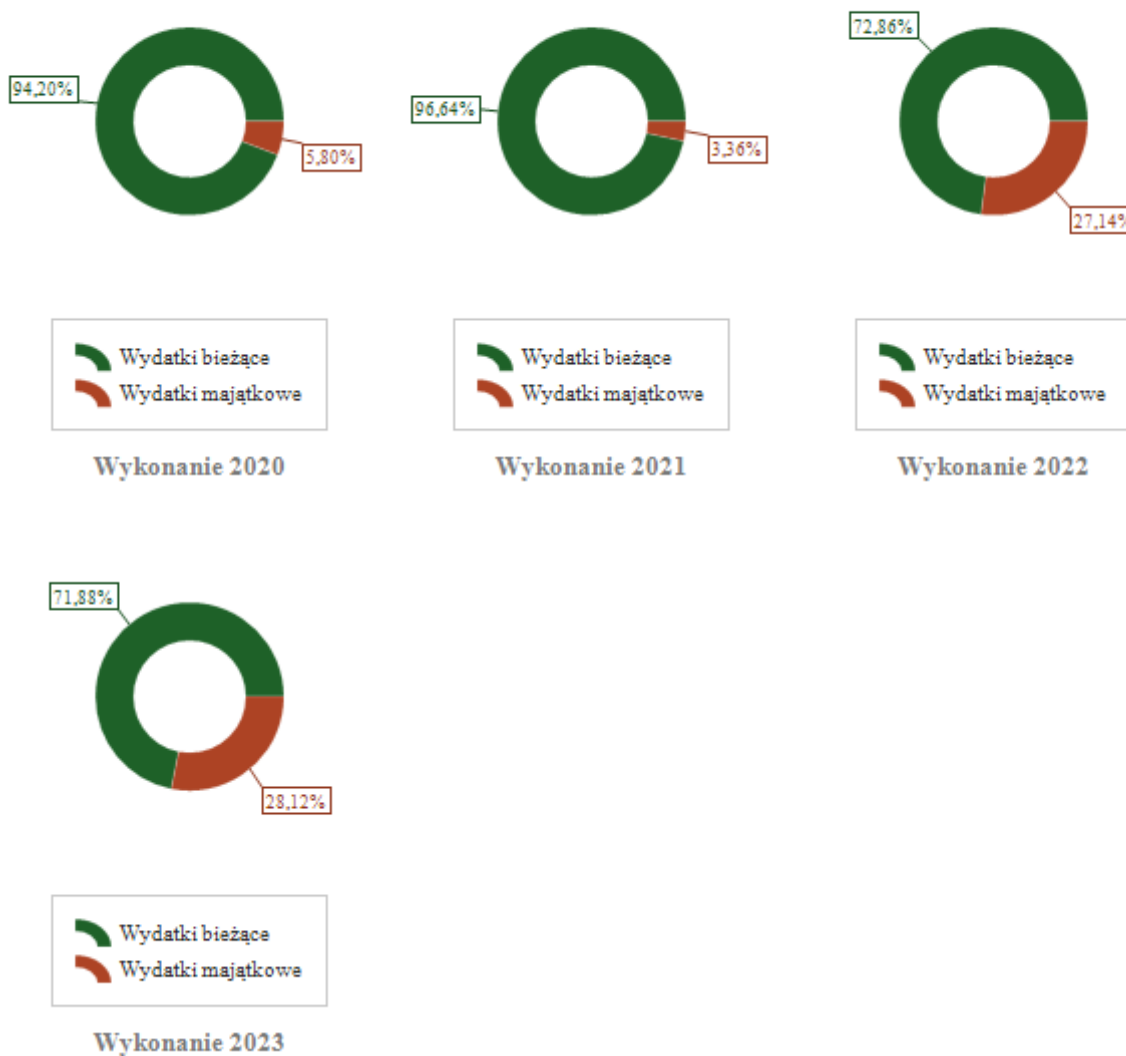 94,20%
5,80%
Wydatki bieżące
Wydatki majątkowe
Wykonanie 2020
96,64%
3,36%
Wydatki bieżące
Wydatki majątkowe
Wykonanie 2021
72,86%
27,14%
Wydatki bieżące
Wydatki majątkowe
Wykonanie 2022
71,88%
28,12%
Wydatki bieżące
Wydatki majątkowe
Wykonanie 2023